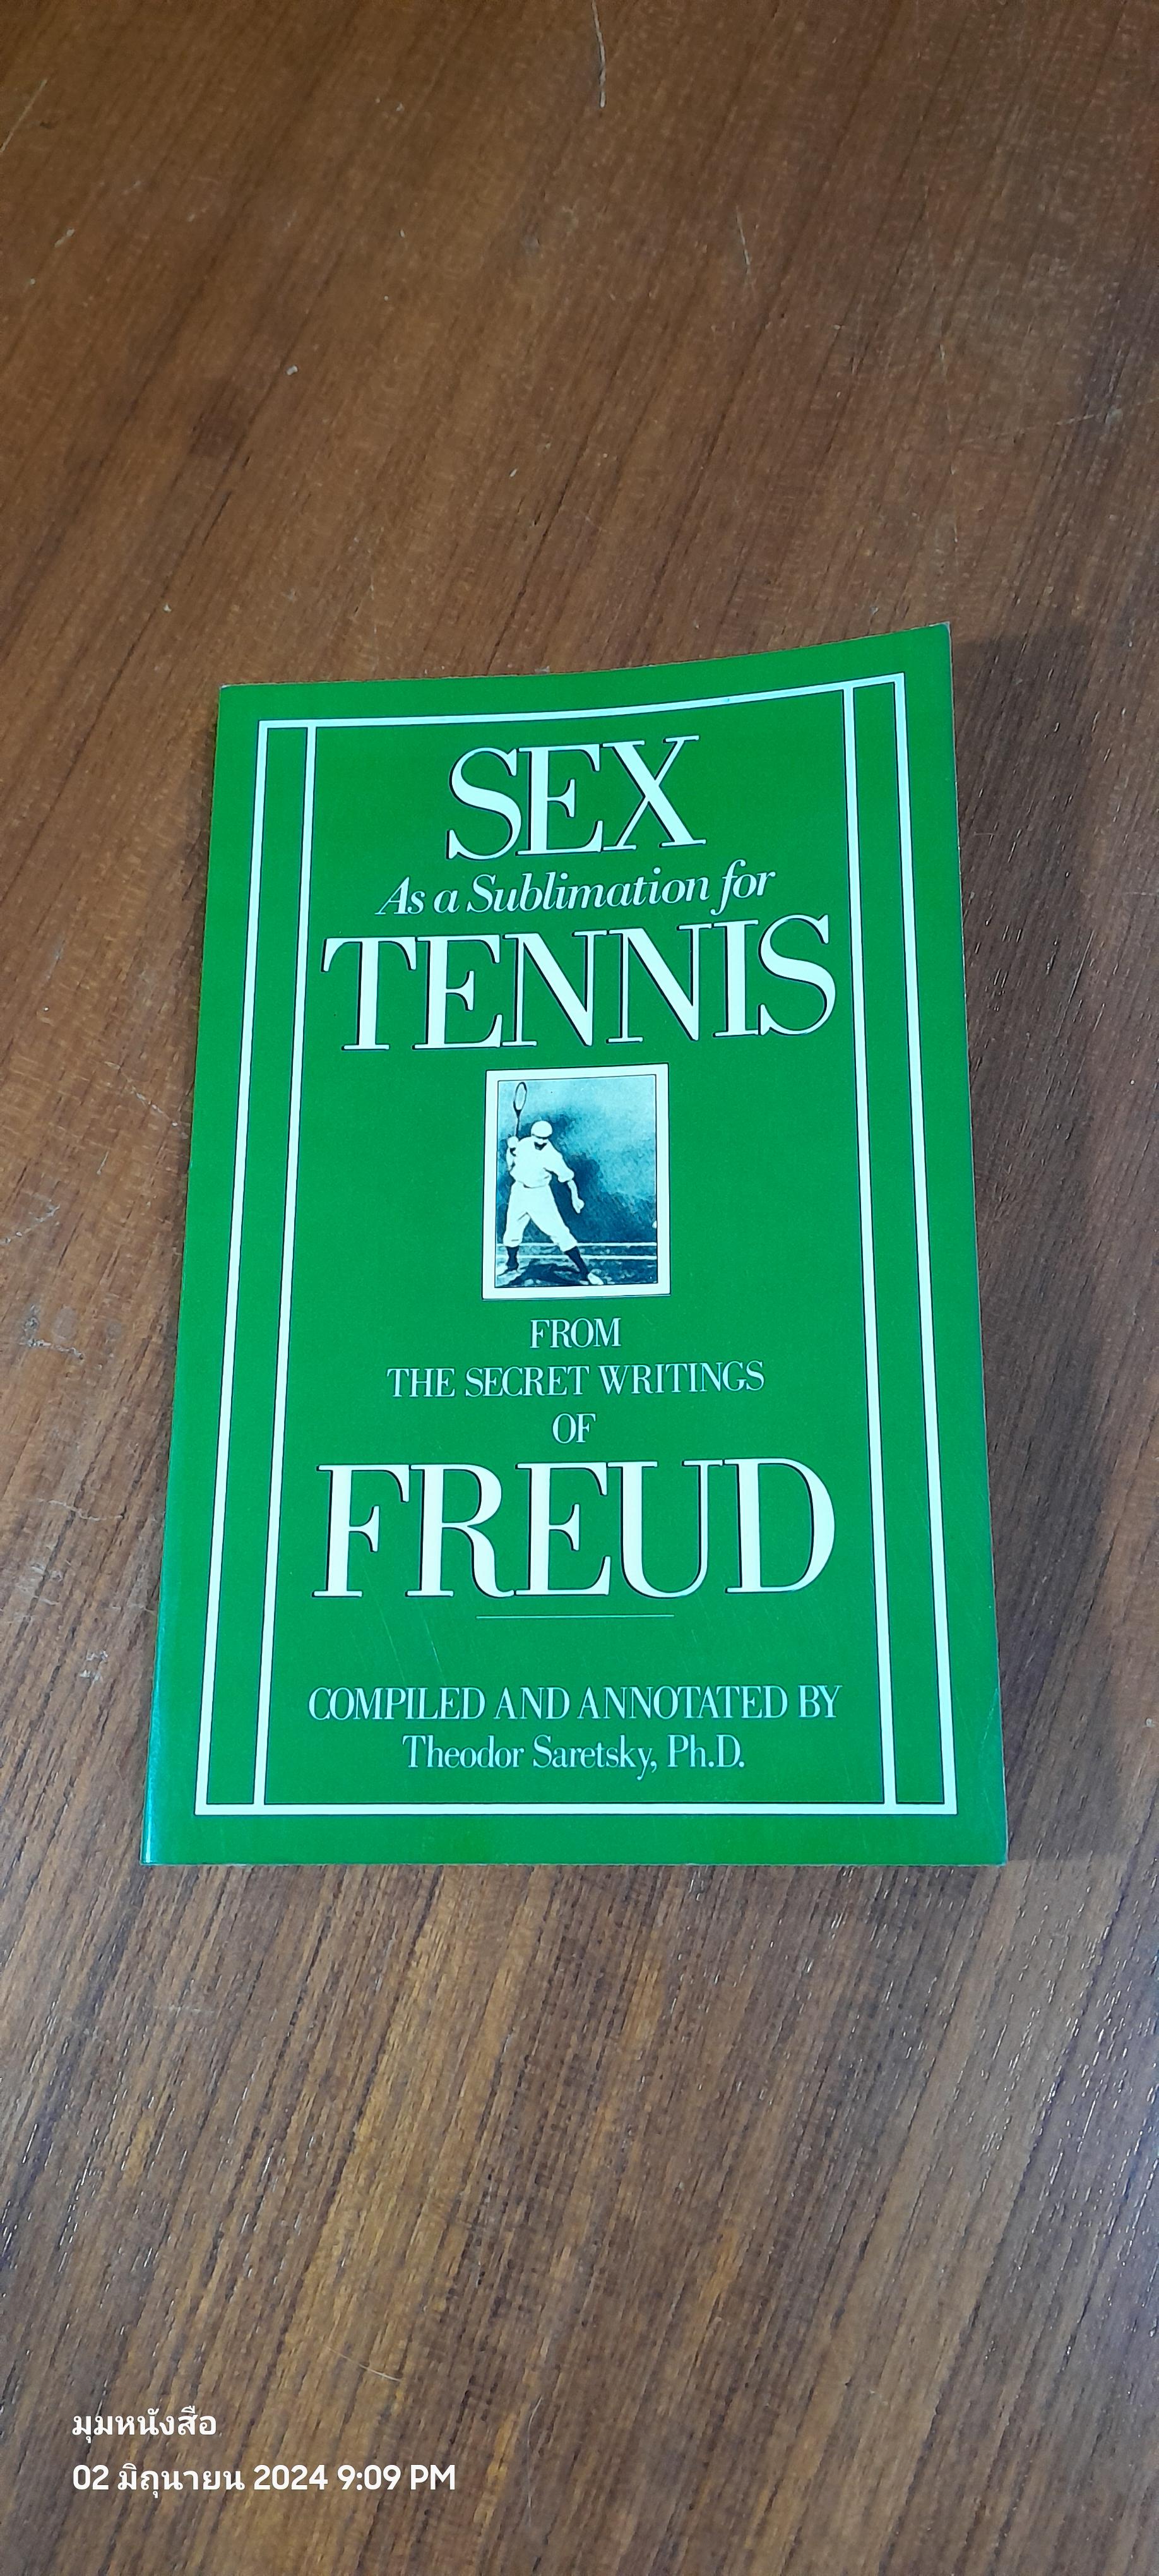 SEX
As a Sublimation for
TENNIS
FROM
THE SECRET WRITINGS
OF
FREUD
COMPILED AND ANNOTATED BY
Theodor Saretsky, Ph.D.
มุมหนังสือ
02 มิถุนายน 2024 9:09 PM